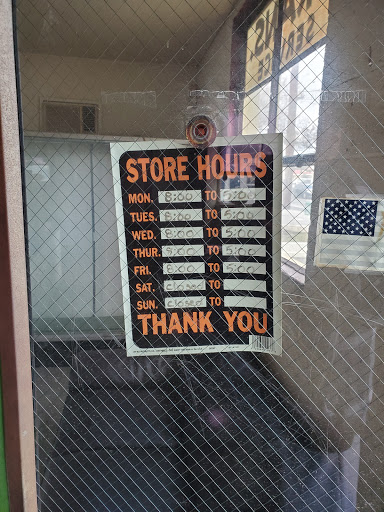 STORE HOURS
MON. 8:00 TO 5:00
TUES. 8:00 TO 5:00
WED. 8:00 TO 5:00
THUR. 8:00 TO 5:00
FRI. 8:00 TO 5:00
SAT. closed TO
SUN. closed TO
THANK YOU